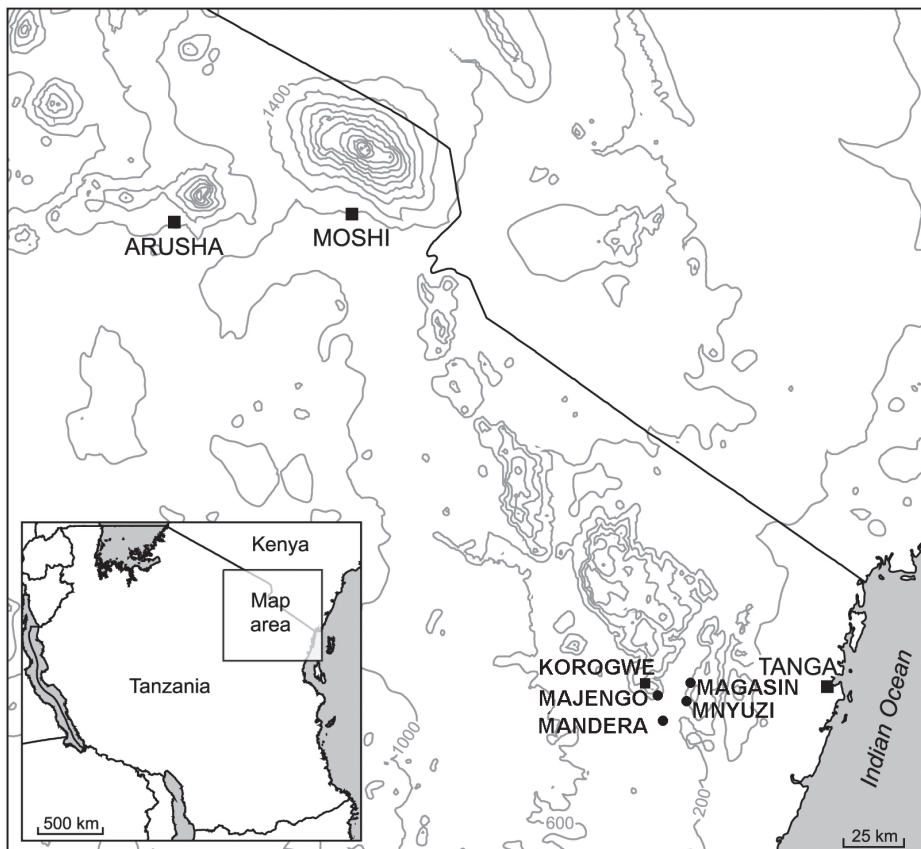 1400
ARUSHA
MOSHI
Kenya
Map
area
Tanzania
500 km
KOROGWE
TANGA
MAJENGO
MAGASIN
MNYUZI
MANDERA
Indian Ocean
1000
600
200
25 km